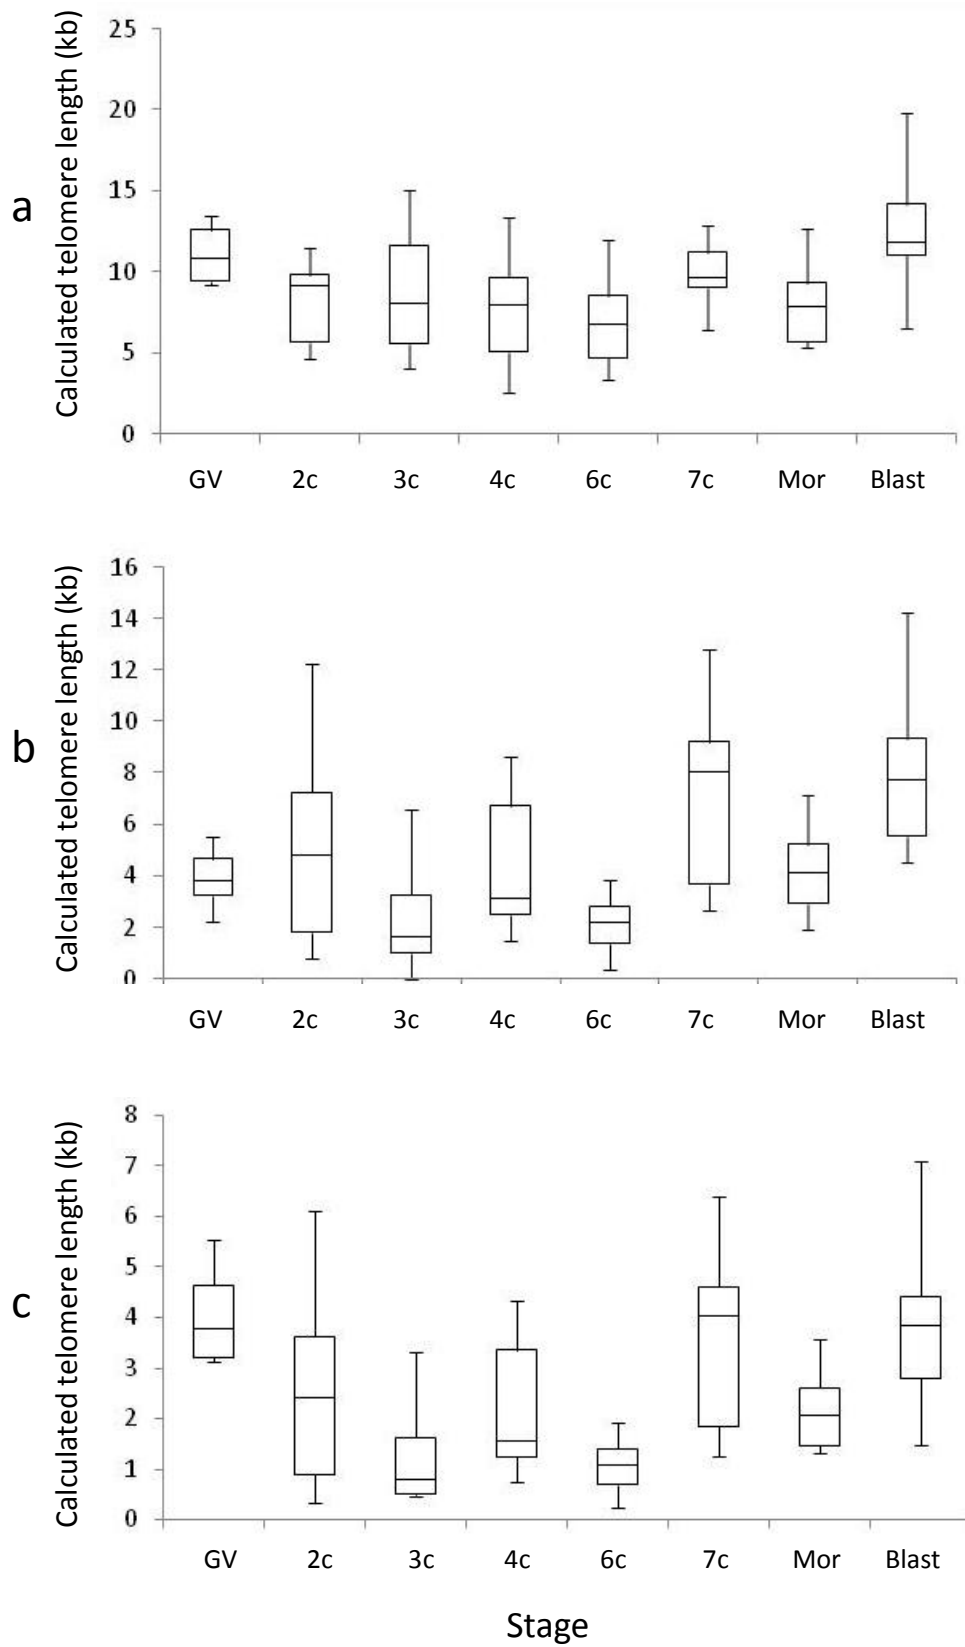 a
Calculated telomere length (kb)
25
20
15
10
5
0
GV 2c 3c 4c 6c 7c Mor Blast
b
Calculated telomere length (kb)
16
14
12
10
8
6
4
2
0
GV 2c 3c 4c 6c 7c Mor Blast
c
Calculated telomere length (kb)
8
7
6
5
4
3
2
1
0
GV 2c 3c 4c 6c 7c Mor Blast
Stage